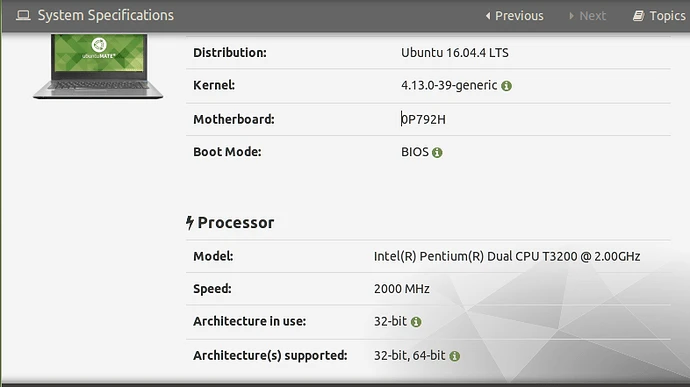 System Specifications
Previous
Next
Topics
ubuntu MATE
Distribution: Ubuntu 16.04.4 LTS
Kernel: 4.13.0-39-generic
Motherboard: 0P792H
Boot Mode: BIOS
Processor
Model: Intel(R) Pentium(R) Dual CPU T3200 @ 2.00GHz
Speed: 2000 MHz
Architecture in use: 32-bit
Architecture(s) supported: 32-bit, 64-bit